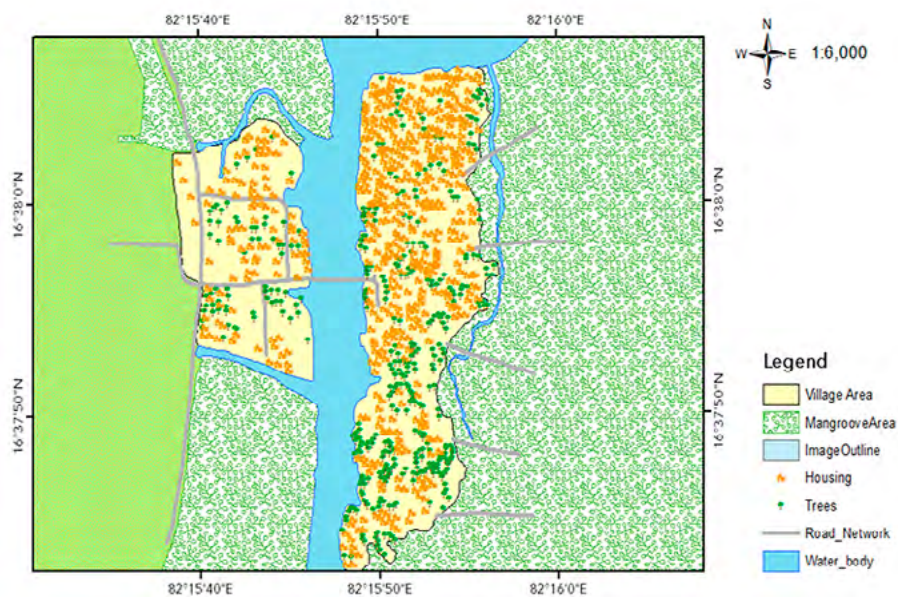 82°15'40"E 82°15'50"E 82°16'0"E
N
W E 1:6,000
S
16°38'0"N 16°38'0"N
16°37'50"N 16°37'50"N
Legend
Village Area
MangrooveArea
ImageOutline
Housing
Trees
Road_Network
Water_body
82°15'40"E 82°15'50"E 82°16'0"E